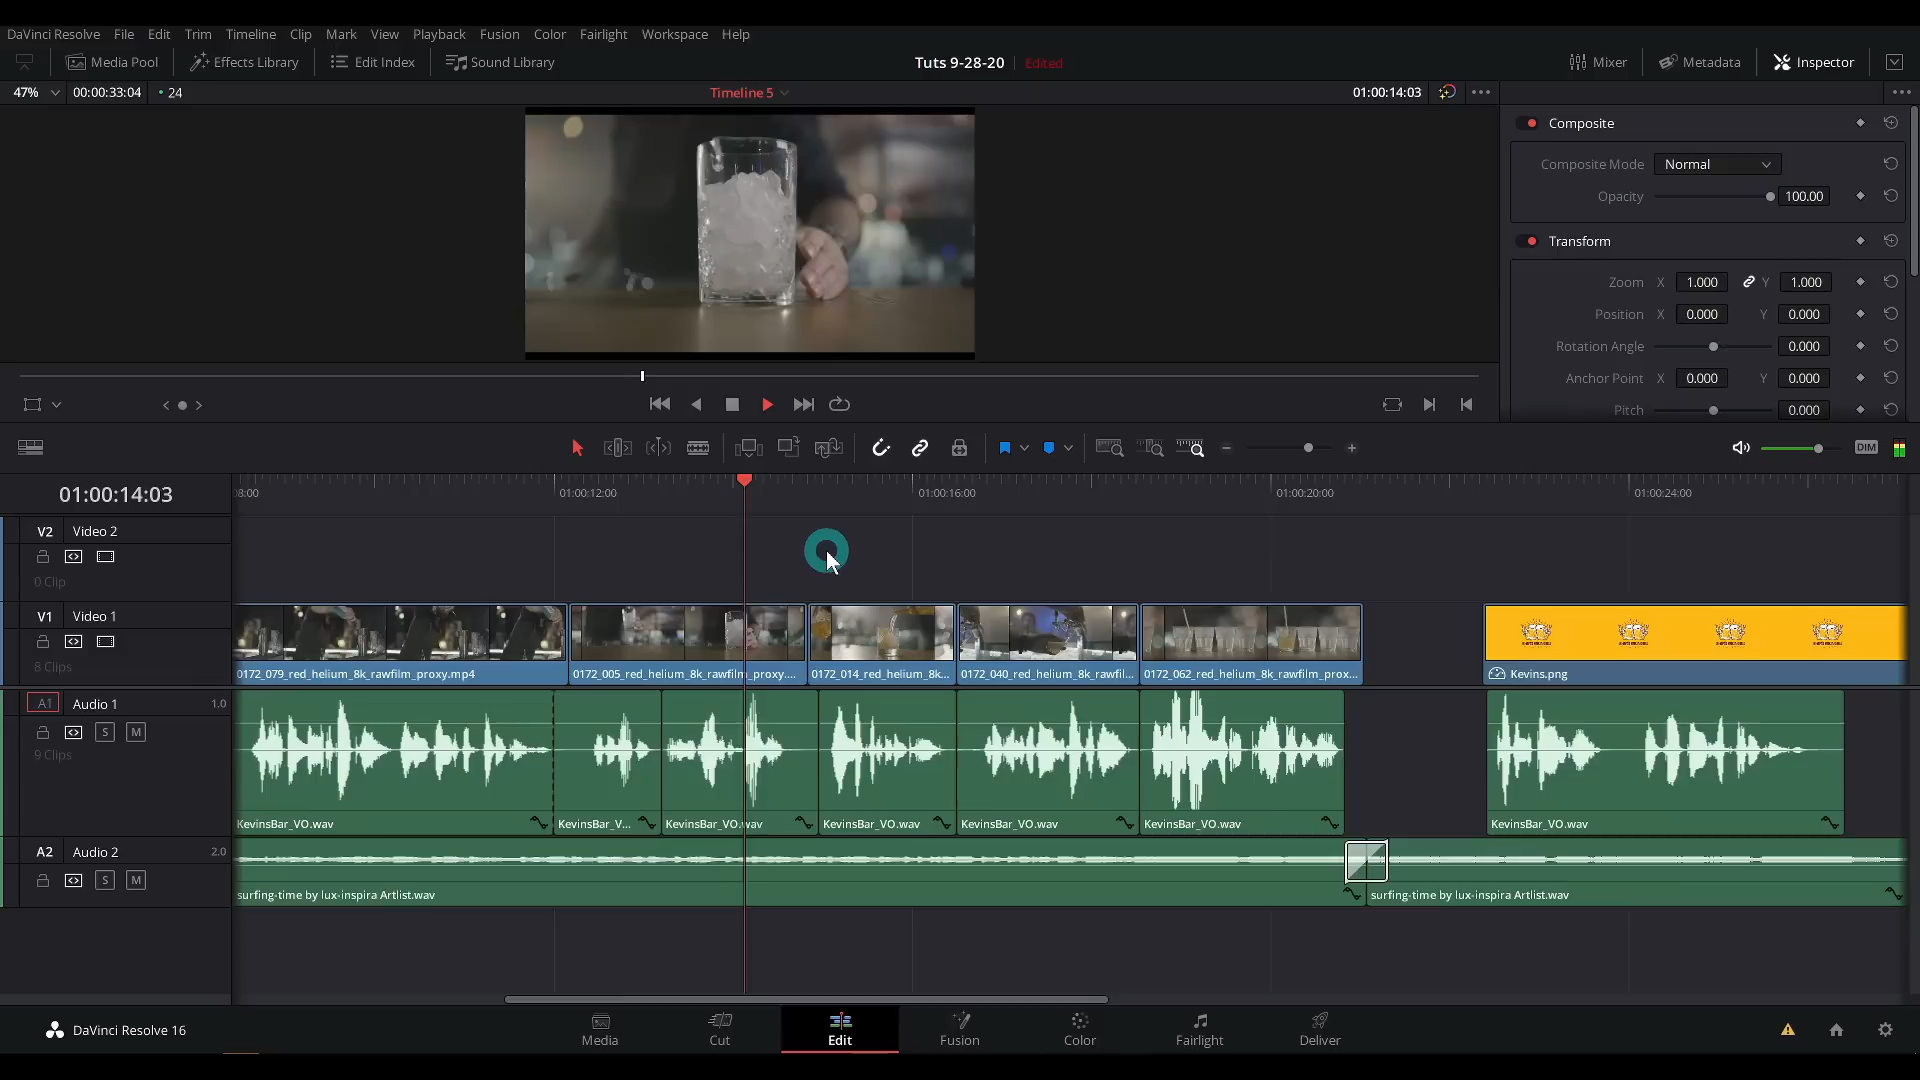 DaVinci Resolve File Edit Trim Timeline Clip Mark View Playback Fusion Color Fairlight Workspace Help
Media Pool Effects Library Edit Index Sound Library Tuts 9-28-20 Edited Mixer Metadata Inspector
47% 00:00:33:04 24 Timeline 5 01:00:14:03
Composite
Composite Mode Normal
Opacity 100.00
Transform
Zoom X 1.000 Y 1.000
Position X 0.000 Y 0.000
Rotation Angle 0.000
Anchor Point X 0.000 Y 0.000
Pitch 0.000
DIM
01:00:14:03 08:00 01:00:12:00 01:00:16:00 01:00:20:00 01:00:24:00
V2 Video 2
0 Clip
V1 Video 1
8 Clips
0172_079_red_helium_8k_rawfilm_proxy.mp4 0172_005_red_helium_8k_rawfilm_proxy.... 0172_014_red_helium_8k... 0172_040_red_helium_8k_rawfil... 0172_062_red_helium_8k_rawfilm_prox... Kevins.png
A1 Audio 1 1.0
S M
9 Clips
KevinsBar_VO.wav KevinsBar_V... KevinsBar_VO.wav KevinsBar_VO.wav KevinsBar_VO.wav KevinsBar_VO.wav KevinsBar_VO.wav
A2 Audio 2 2.0
S M
surfing-time by lux-inspira Artlist.wav surfing-time by lux-inspira Artlist.wav
DaVinci Resolve 16 Media Cut Edit Fusion Color Fairlight Deliver